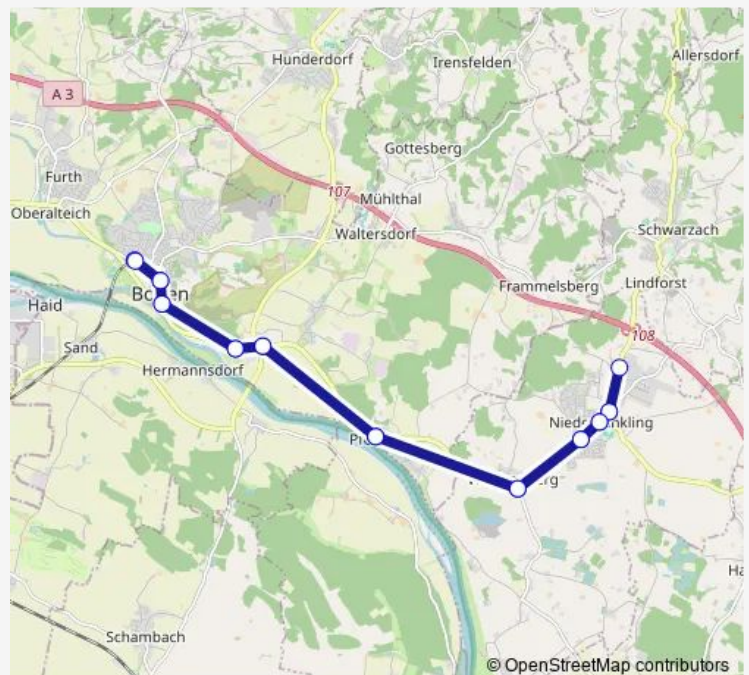 Hunderdorf
Irensfelden
Allersdorf
A 3
Gottesberg
Furth
107
Mühlthal
Oberalteich
Waltersdorf
Schwarzach
Frammelsberg
Lindforst
Haid
108
Sand
Hermannsdorf
Schambach
© OpenStreetMap contributors